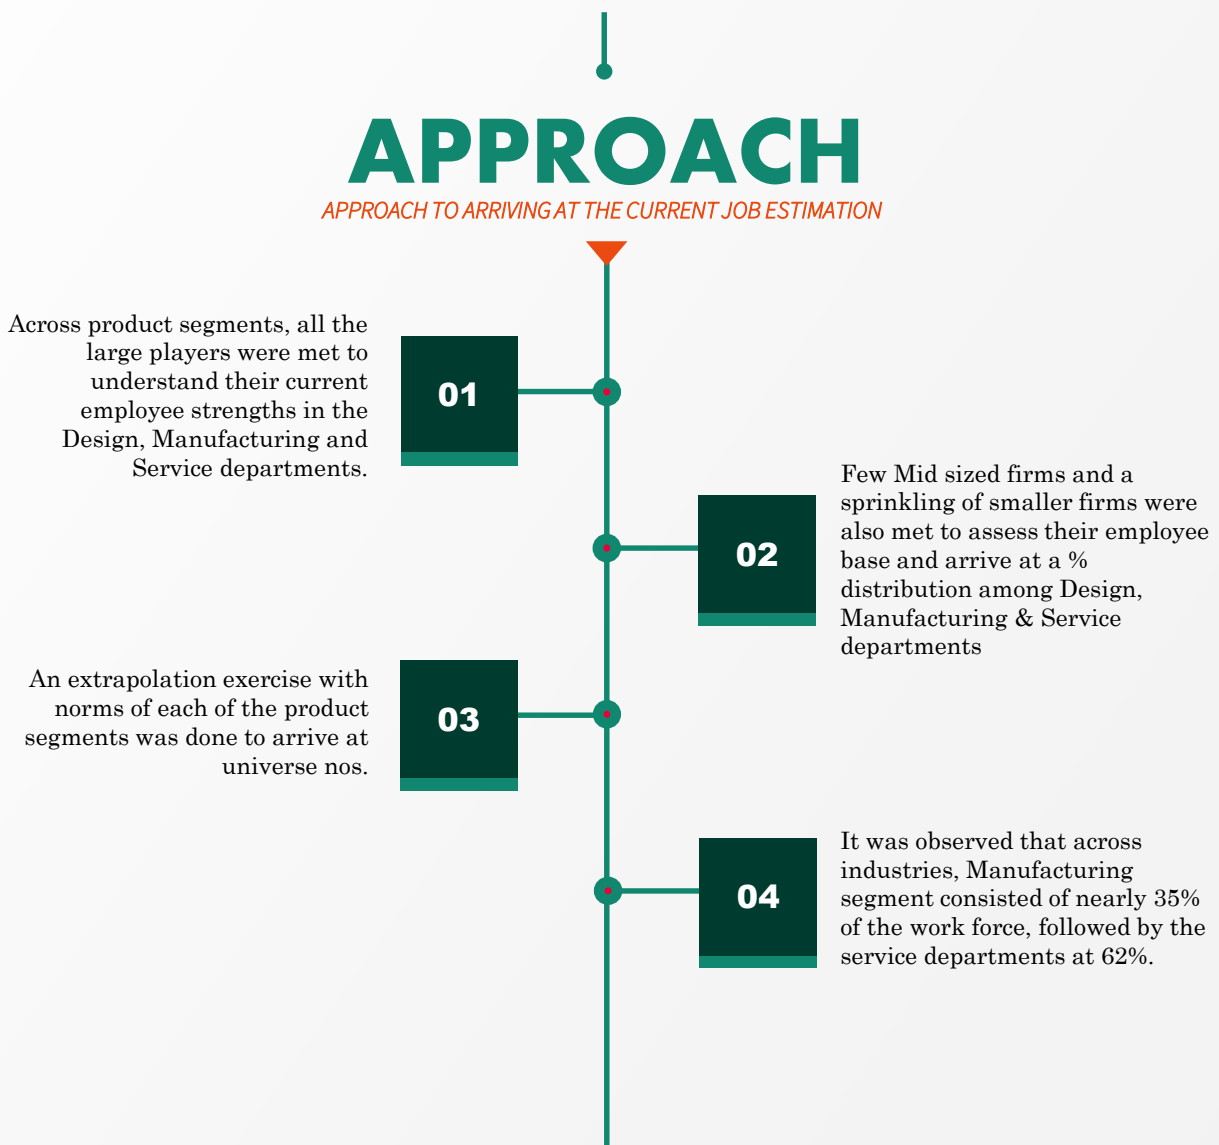 APPROACH
APPROACH TO ARRIVING AT THE CURRENT JOB ESTIMATION
Across product segments, all the
large players were met to
understand their current
employee strengths in the
Design, Manufacturing and
Service departments.
01
02
Few Mid sized firms and a
sprinkling of smaller firms were
also met to assess their employee
base and arrive at a %
distribution among Design,
Manufacturing & Service
departments
An extrapolation exercise with
norms of each of the product
segments was done to arrive at
universe nos.
03
04
It was observed that across
industries, Manufacturing
segment consisted of nearly 35%
of the work force, followed by the
service departments at 62%.